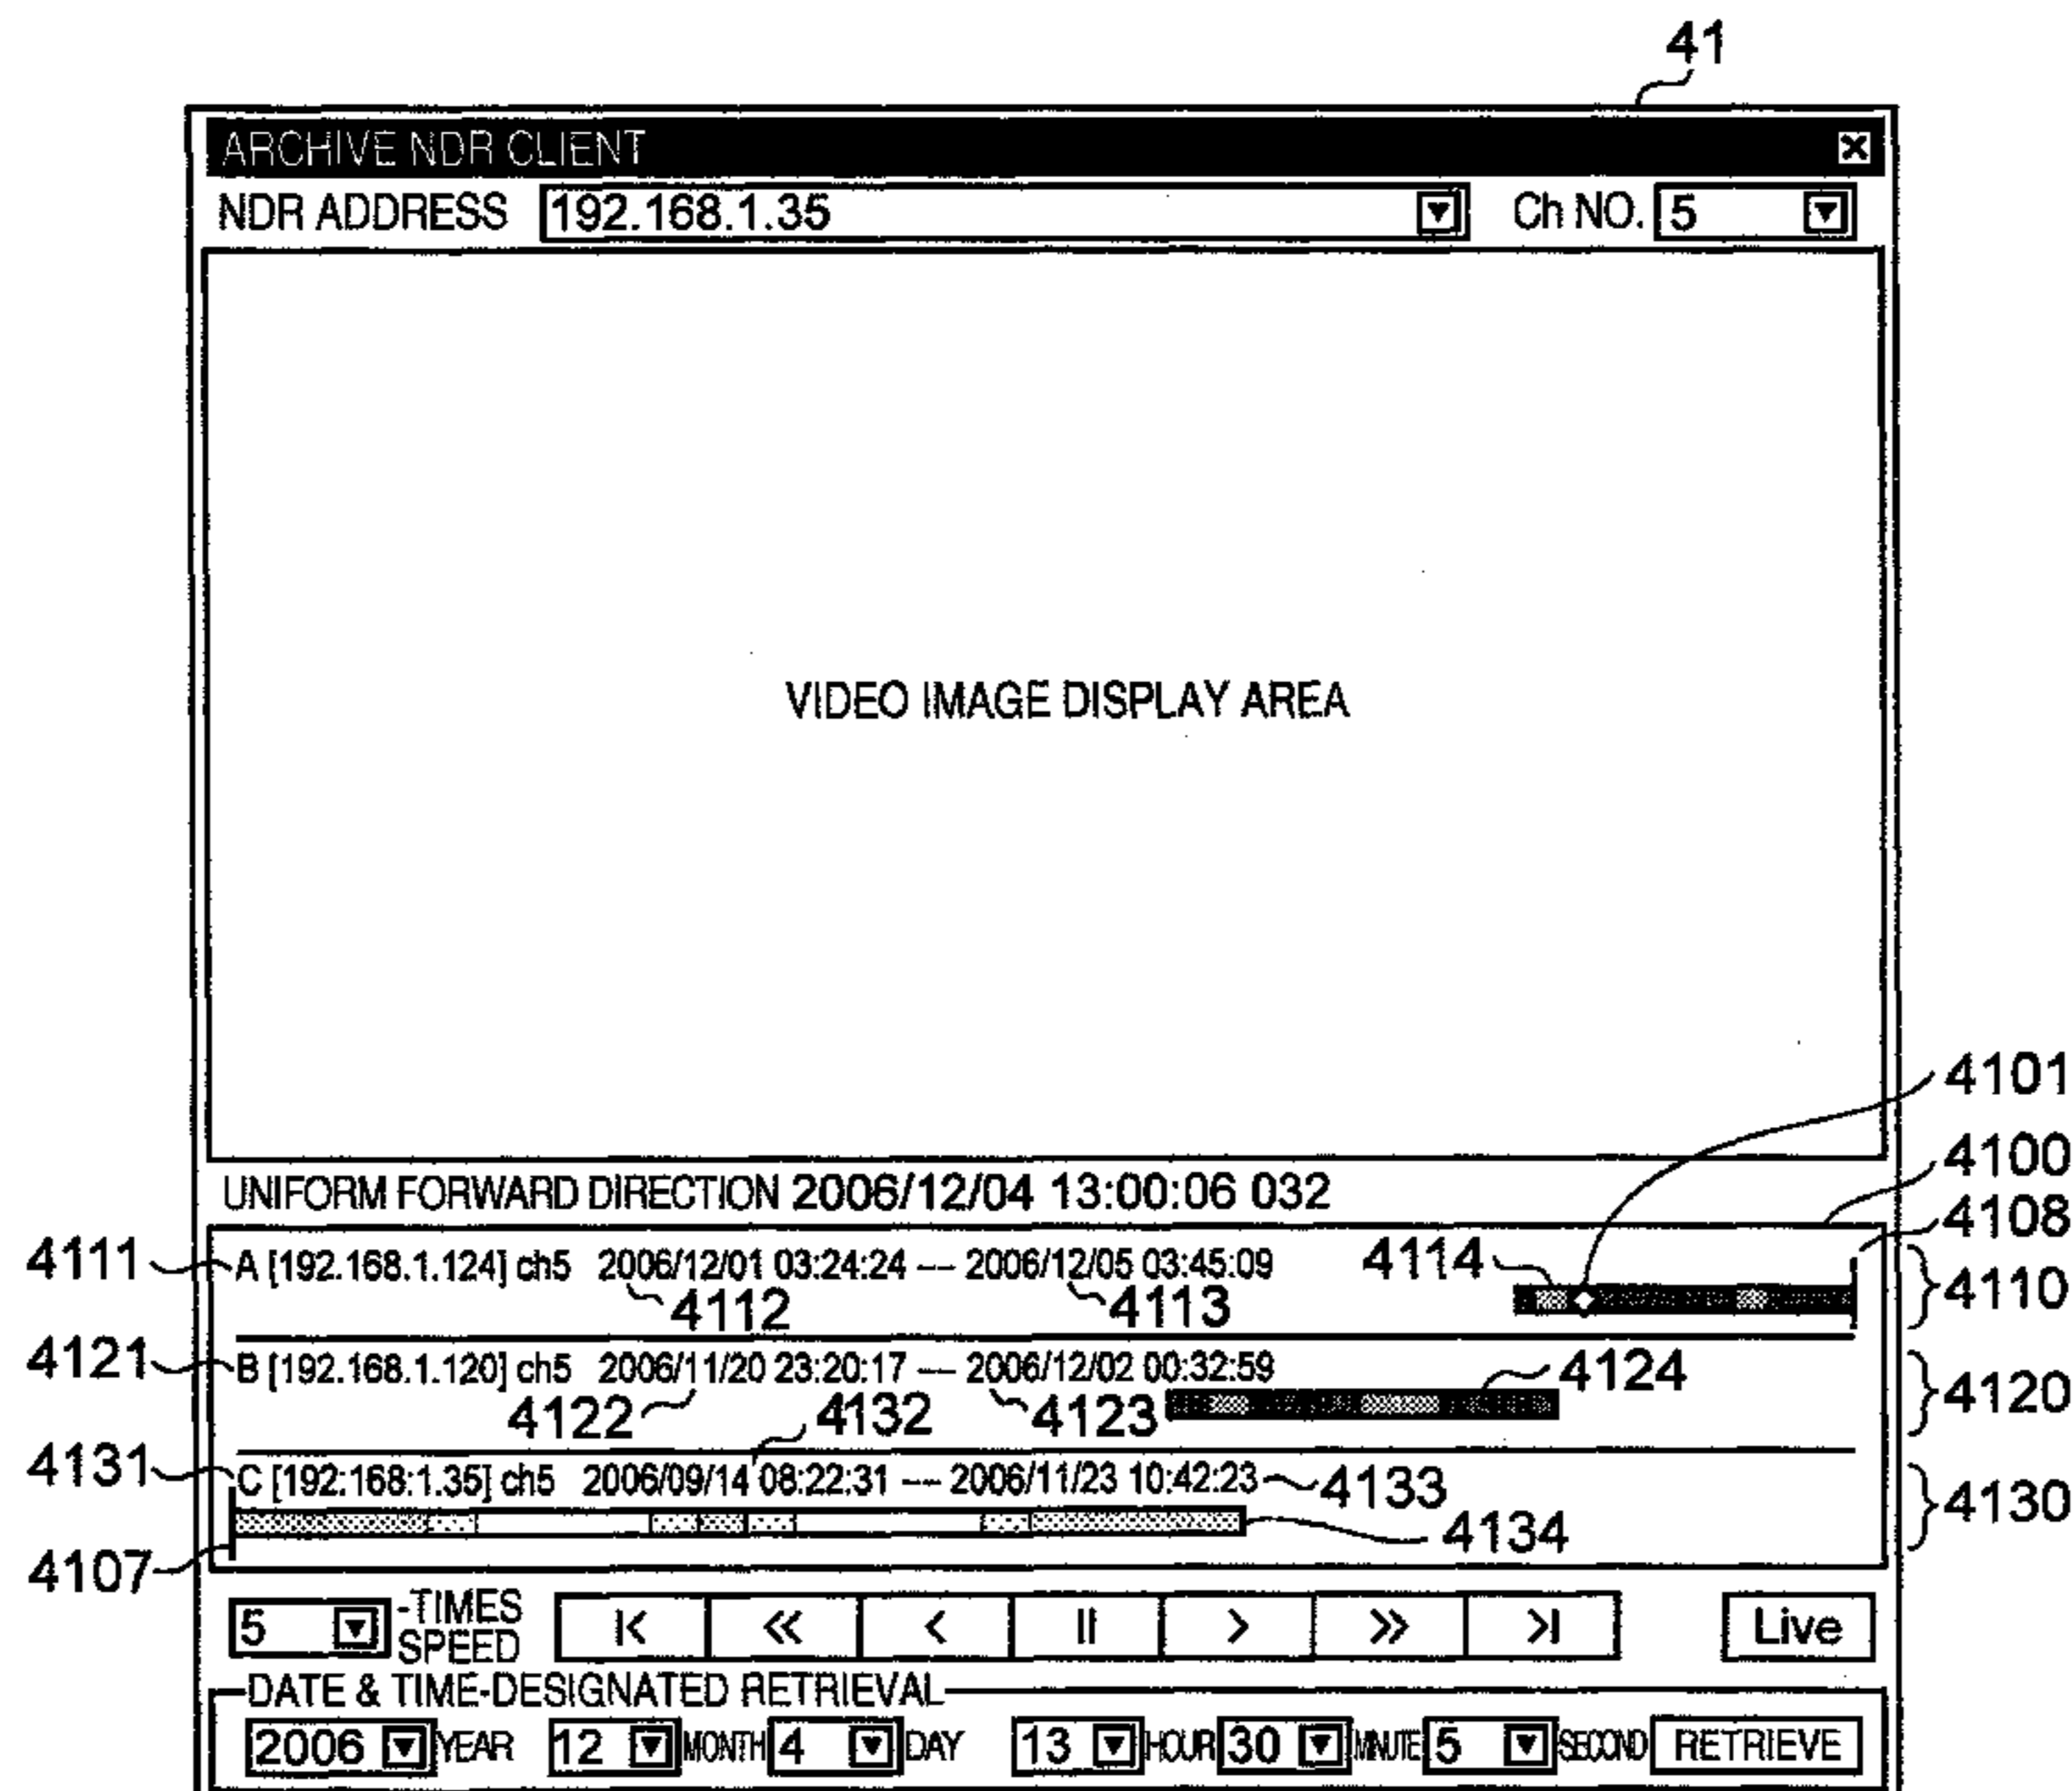 41
ARCHIVE NDR CLIENT
NDR ADDRESS 192.168.1.35 Ch NO. 5
VIDEO IMAGE DISPLAY AREA
4101
4100
UNIFORM FORWARD DIRECTION 2006/12/04 13:00:06 032
4108
4111 A [192.168.1.124] ch5 2006/12/01 03:24:24 -- 2006/12/05 03:45:09 4114
4112 4113 4110
4121 B [192.168.1.120] ch5 2006/11/20 23:20:17 -- 2006/12/02 00:32:59 4124
4122 4132 4123 4120
4131 C [192:168:1.35] ch5 2006/09/14 08:22:31 -- 2006/11/23 10:42:23 4133
4134 4130
4107
5 -TIMES SPEED |< << < || > >> >| Live
DATE & TIME-DESIGNATED RETRIEVAL
2006 YEAR 12 MONTH 4 DAY 13 HOUR 30 MINUTE 5 SECOND RETRIEVE